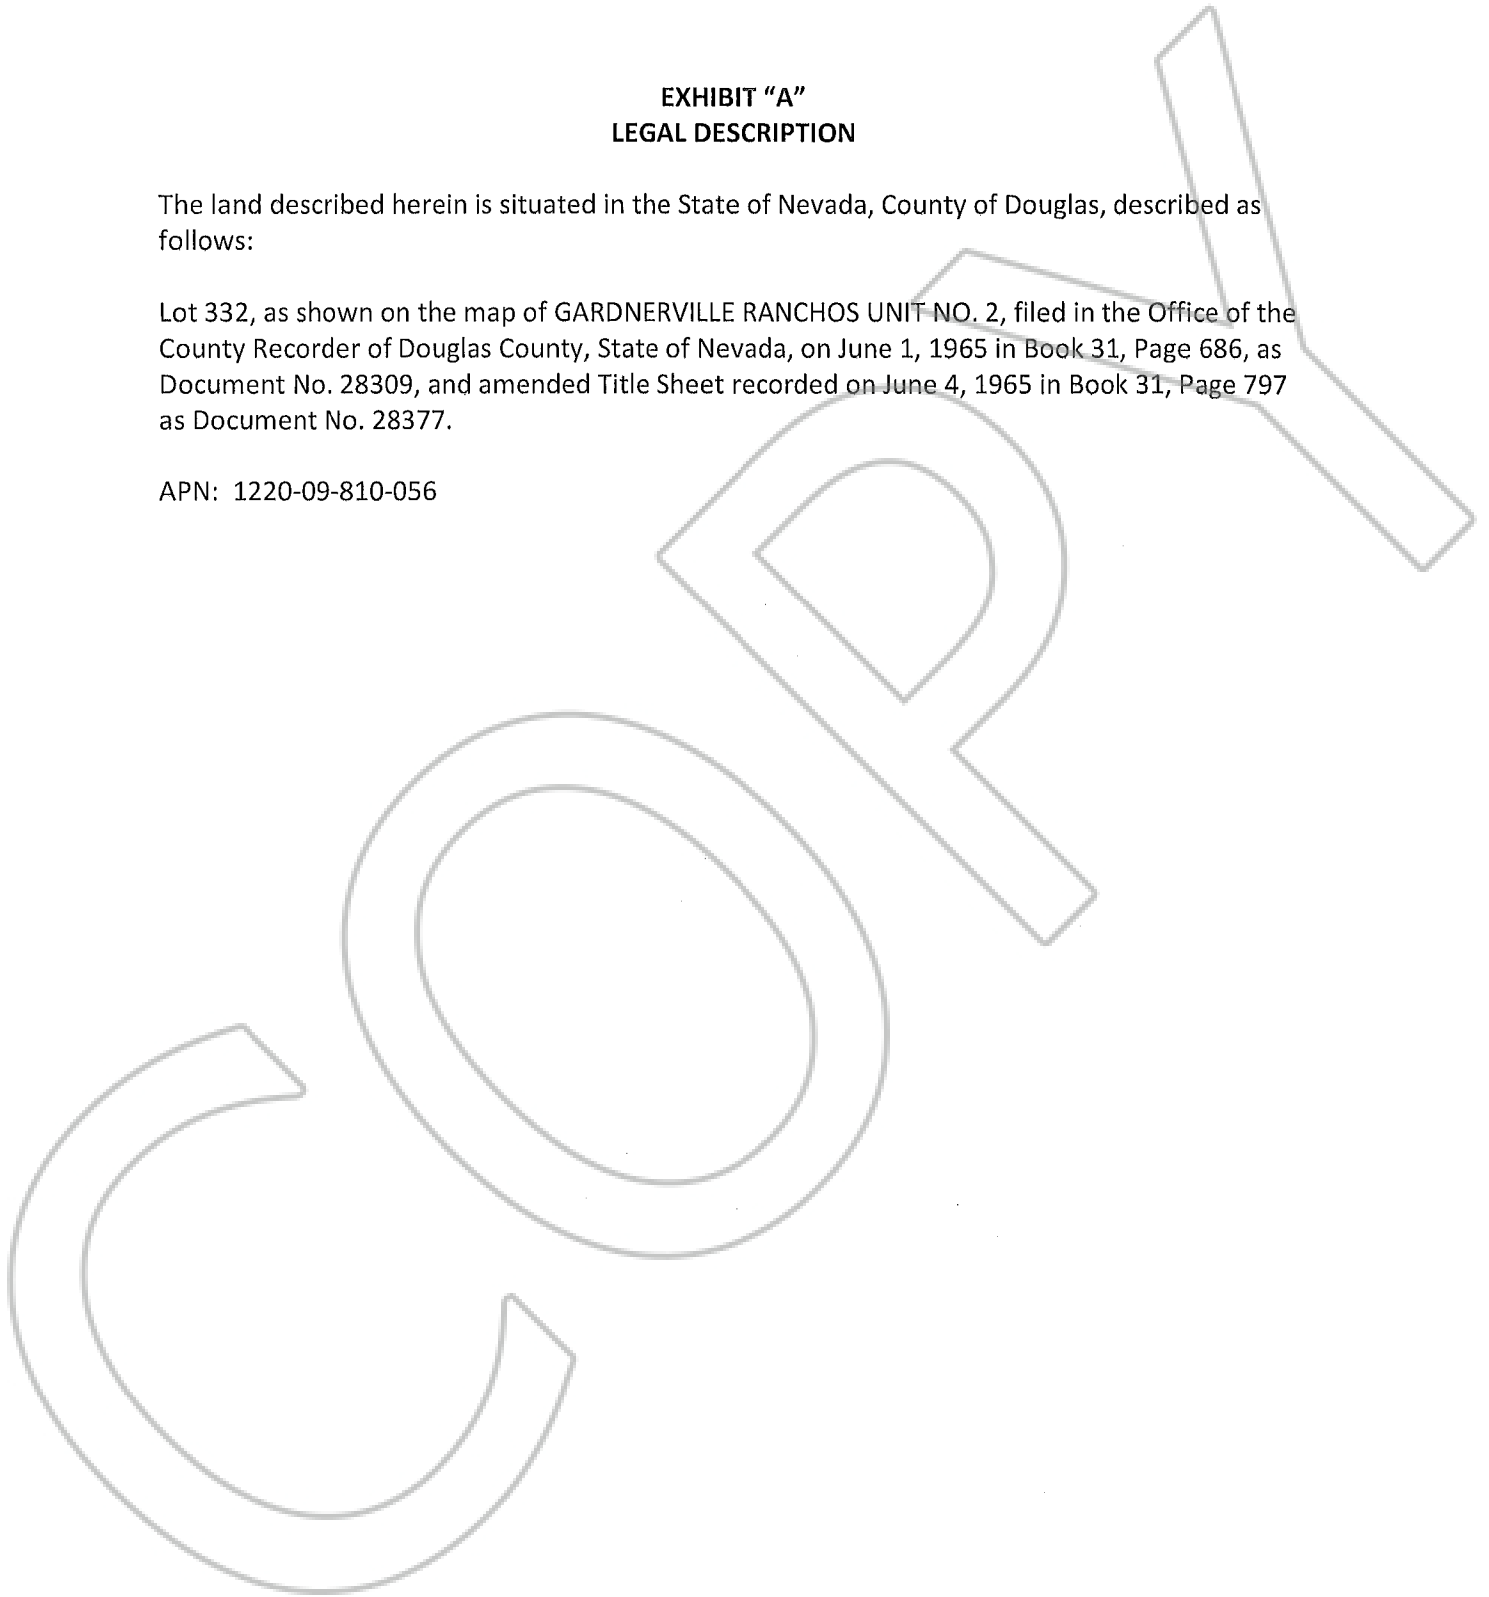 EXHIBIT “A”
LEGAL DESCRIPTION
The land described herein is situated in the State of Nevada, County of Douglas, described as
follows:
Lot 332, as shown on the map of GARDNERVILLE RANCHOS UNIT NO. 2, filed in the Office of the
County Recorder of Douglas County, State of Nevada, on June 1, 1965 in Book 31, Page 686, as
Document No. 28309, and amended Title Sheet recorded on June 4, 1965 in Book 31, Page 797
as Document No. 28377.
APN:  1220-09-810-056
COPY